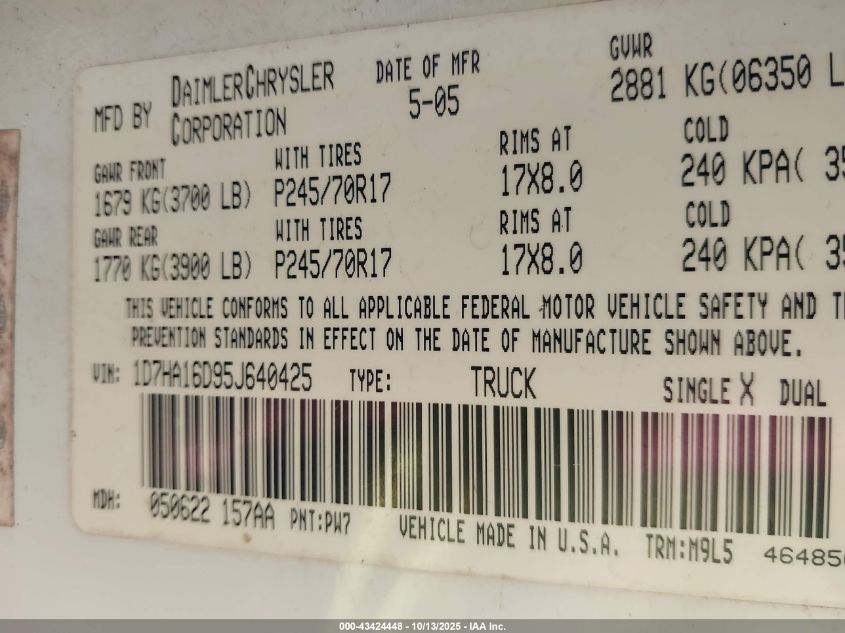 MFD BY DAIMLERCHRYSLER CORPORATION DATE OF MFR 5-05 GVWR 2881 KG(06350 L
GAWR FRONT WITH TIRES RIMS AT COLD
1679 KG(3700 LB) P245/70R17 17X8.0 240 KPA( 35
GAWR REAR WITH TIRES RIMS AT COLD
1770 KG(3900 LB) P245/70R17 17X8.0 240 KPA( 35
THIS VEHICLE CONFORMS TO ALL APPLICABLE FEDERAL MOTOR VEHICLE SAFETY AND TH
PREVENTION STANDARDS IN EFFECT ON THE DATE OF MANUFACTURE SHOWN ABOVE.
VIN: 1D7HA16D95J640425 TYPE: TRUCK SINGLE X DUAL
MDH: 050622 157AA PNT:PW7 VEHICLE MADE IN U.S.A. TRM:M9L5 46485
000-43424448 - 10/13/2025 - IAA Inc.